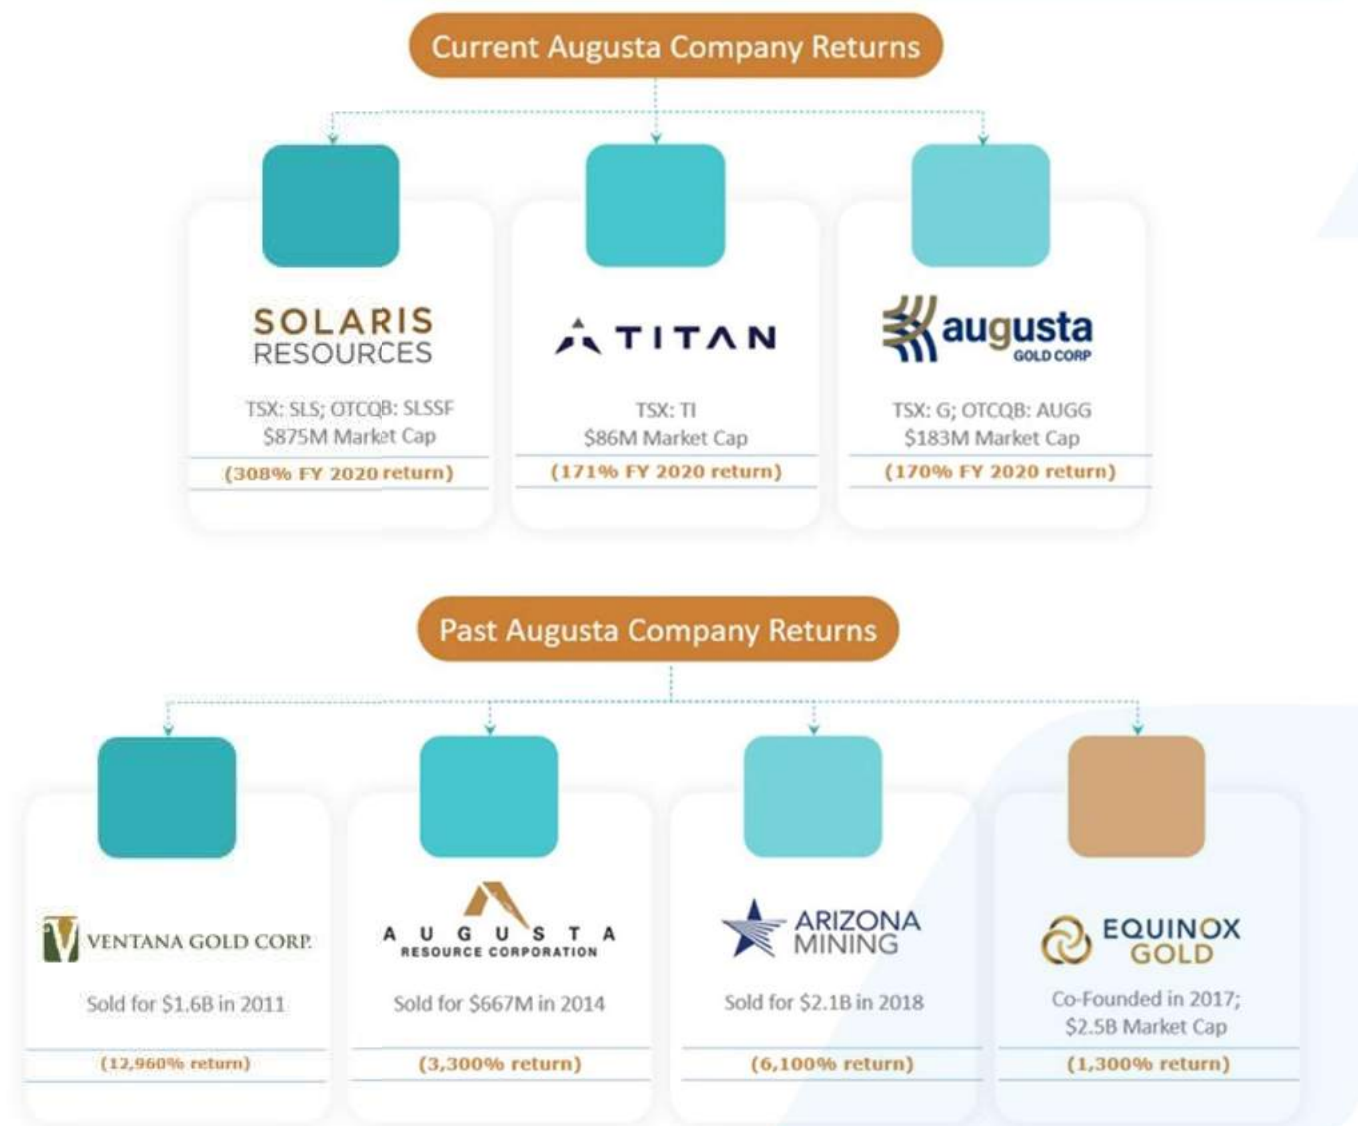 Current Augusta Company Returns
SOLARIS
RESOURCES
TSX: SLS; OTCQB: SLSSF
$875M Market Cap
(308% FY 2020 return)
TITAN
TSX: TI
$86M Market Cap
(171% FY 2020 return)
augusta
GOLD CORP
TSX: G; OTCQB: AUGG
$183M Market Cap
(170% FY 2020 return)
Past Augusta Company Returns
V VENTANA GOLD CORP.
Sold for $1.6B in 2011
(12,960% return)
AUGUSTA
RESOURCE CORPORATION
Sold for $667M in 2014
(3,300% return)
ARIZONA
MINING
Sold for $2.1B in 2018
(6,100% return)
EQUINOX
GOLD
Co-Founded in 2017;
$2.5B Market Cap
(1,300% return)